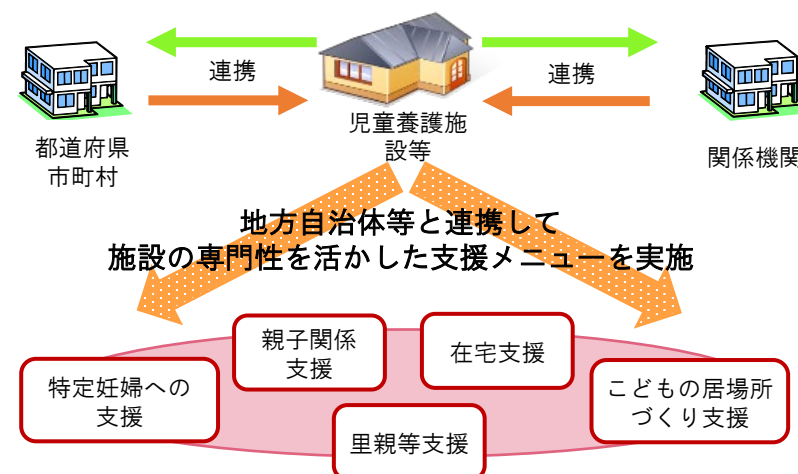 連携
連携
児童養護施
設等
都道府県
市町村
関係機関
地方自治体等と連携して
施設の専門性を活かした支援メニューを実施
親子関係
支援
在宅支援
特定妊婦への
支援
こどもの居場所
づくり支援
里親等支援